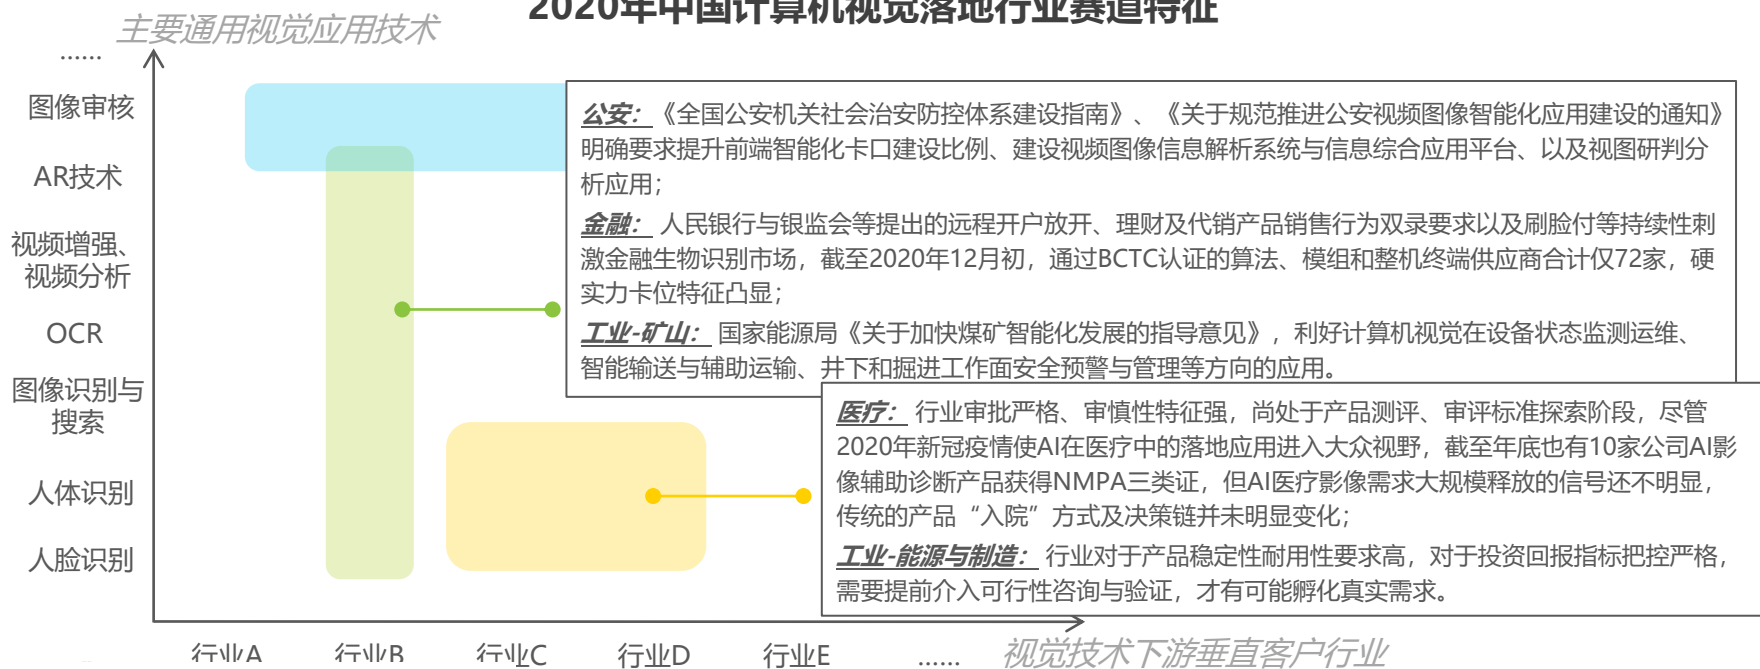 2020年中国计算机视觉落地行业赛道特征
主要通用视觉应用技术
……
图像审核
AR技术
视频增强、
视频分析
OCR
图像识别与
搜索
人体识别
人脸识别
公安：《全国公安机关社会治安防控体系建设指南》、《关于规范推进公安视频图像智能化应用建设的通知》
明确要求提升前端智能化卡口建设比例、建设视频图像信息解析系统与信息综合应用平台、以及视图研判分
析应用；
金融： 人民银行与银监会等提出的远程开户放开、理财及代销产品销售行为双录要求以及刷脸付等持续性刺
激金融生物识别市场，截至2020年12月初，通过BCTC认证的算法、模组和整机终端供应商合计仅72家，硬
实力卡位特征凸显；
工业-矿山： 国家能源局《关于加快煤矿智能化发展的指导意见》，利好计算机视觉在设备状态监测运维、
智能输送与辅助运输、井下和掘进工作面安全预警与管理等方向的应用。
医疗： 行业审批严格、审慎性特征强，尚处于产品测评、审评标准探索阶段，尽管
2020年新冠疫情使AI在医疗中的落地应用进入大众视野，截至年底也有10家公司AI影
像辅助诊断产品获得NMPA三类证，但AI医疗影像需求大规模释放的信号还不明显，
传统的产品“入院”方式及决策链并未明显变化；
工业-能源与制造： 行业对于产品稳定性耐用性要求高，对于投资回报指标把控严格，
需要提前介入可行性咨询与验证，才有可能孵化真实需求。
行业A 行业B 行业C 行业D 行业E …… 视觉技术下游垂直客户行业